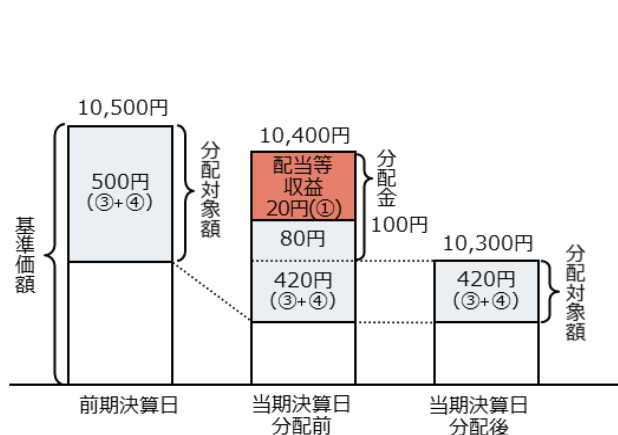 10,500円
500円
(③+④)
分配対象額
基準価額
前期決算日
10,400円
配当等
収益
20円(①)
80円
420円
(③+④)
分配金
100円
当期決算日
分配前
10,300円
420円
(③+④)
分配対象額
当期決算日
分配後